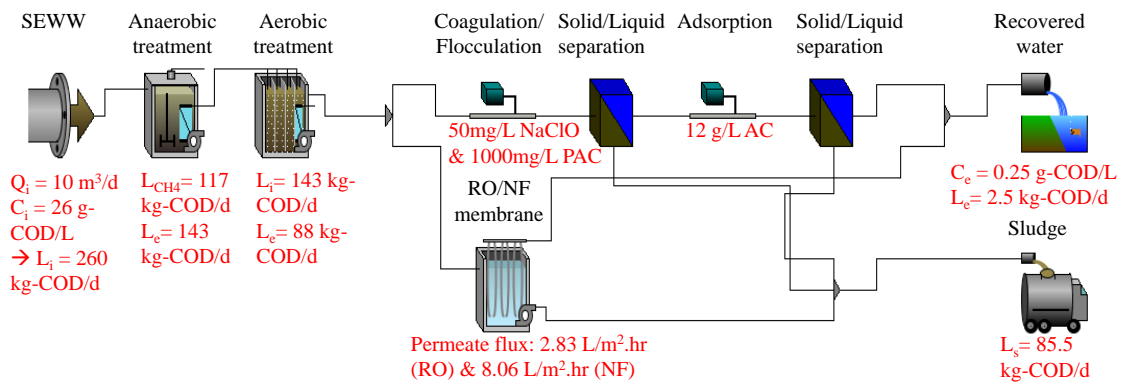 SEWW
Anaerobic
treatment
Aerobic
treatment
Coagulation/
Flocculation
Solid/Liquid
separation
Adsorption
Solid/Liquid
separation
Recovered
water
50mg/L NaClO
& 1000mg/L PAC
12 g/L AC
Qᵢ = 10 m³/d
Cᵢ = 26 g-
COD/L
→ Lᵢ = 260
kg-COD/d
L_CH4= 117
kg-COD/d
Lₑ= 143
kg-COD/d
Lᵢ= 143 kg-
COD/d
Lₑ= 88 kg-
COD/d
RO/NF
membrane
Cₑ = 0.25 g-COD/L
Lₑ= 2.5 kg-COD/d
Sludge
Permeate flux: 2.83 L/m².hr
(RO) & 8.06 L/m².hr (NF)
Lₛ= 85.5
kg-COD/d